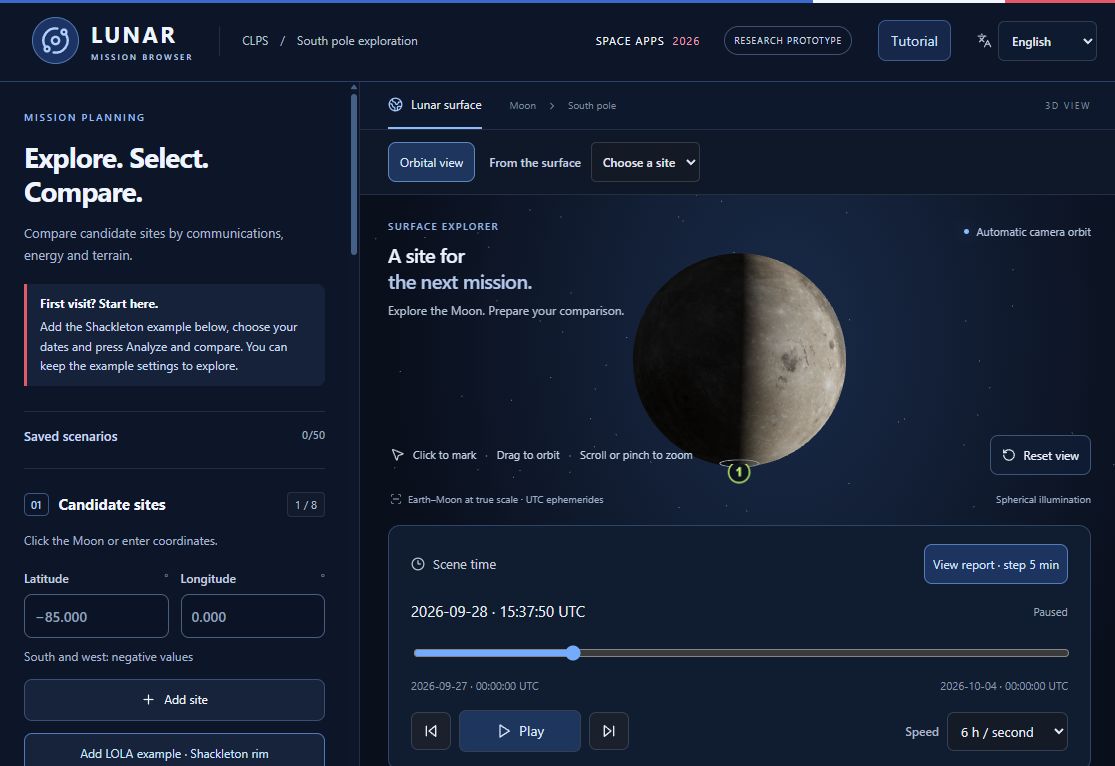 LUNAR
MISSION BROWSER
CLPS / South pole exploration
SPACE APPS 2026
RESEARCH PROTOTYPE
Tutorial
English
MISSION PLANNING
Explore. Select.
Compare.
Compare candidate sites by communications,
energy and terrain.
First visit? Start here.
Add the Shackleton example below, choose your
dates and press Analyze and compare. You can
keep the example settings to explore.
Saved scenarios 0/50
01 Candidate sites 1 / 8
Click the Moon or enter coordinates.
Latitude ° Longitude °
−85.000 0.000
South and west: negative values
+ Add site
Add LOLA example · Shackleton rim
Lunar surface Moon > South pole 3D VIEW
Orbital view From the surface Choose a site
SURFACE EXPLORER
Automatic camera orbit
A site for
the next mission.
Explore the Moon. Prepare your comparison.
Click to mark · Drag to orbit · Scroll or pinch to zoom
1
Reset view
Earth–Moon at true scale · UTC ephemerides
Spherical illumination
Scene time View report · step 5 min
2026-09-28 · 15:37:50 UTC Paused
2026-09-27 · 00:00:00 UTC 2026-10-04 · 00:00:00 UTC
Play Speed 6 h / second